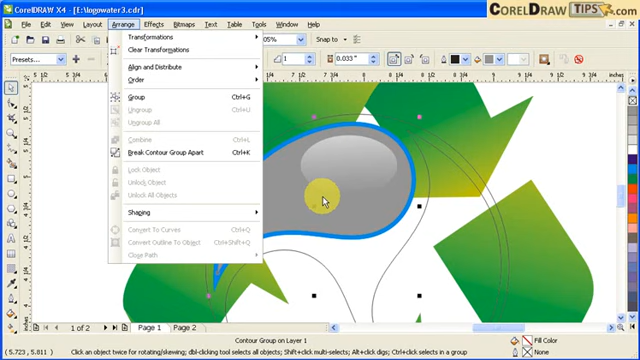 CorelDRAW X4 - [E:\logowater3.cdr]
CORELDRAW TIPS.COM
File Edit View Layout Arrange Effects Bitmaps Text Table Tools Window Help
Snap to
Presets...
1
0.033"
Transformations
Clear Transformations
Align and Distribute
Order
Group Ctrl+G
Ungroup Ctrl+U
Ungroup All
Combine Ctrl+L
Break Contour Group Apart Ctrl+K
Lock Object
Unlock Object
Unlock All Objects
Shaping
Convert To Curves Ctrl+Q
Convert Outline To Object Ctrl+Shift+Q
Close Path
1 of 2 Page 1 Page 2
Contour Group on Layer 1
Fill Color
(5.723, 5.811) Click an object twice for rotating/skewing; dbl-clicking tool selects all objects; Shift+click multi-selects; Alt+click digs; Ctrl+click selects in a group
None